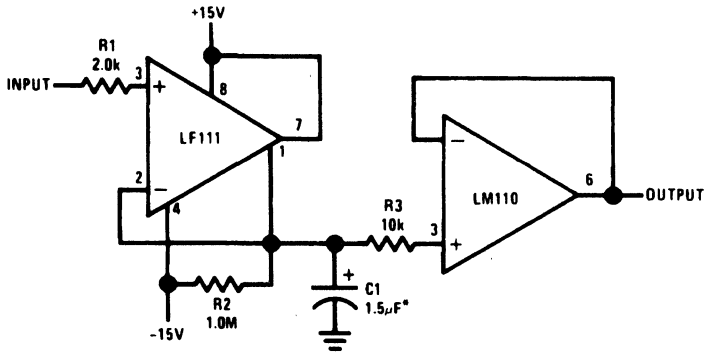 +15V
R1
2.0k
INPUT
3
+
8
LF111
7
1
2
−
4
R3
10k
3
+
−
LM110
6
OUTPUT
R2
1.0M
-15V
+
C1
1.5μF*